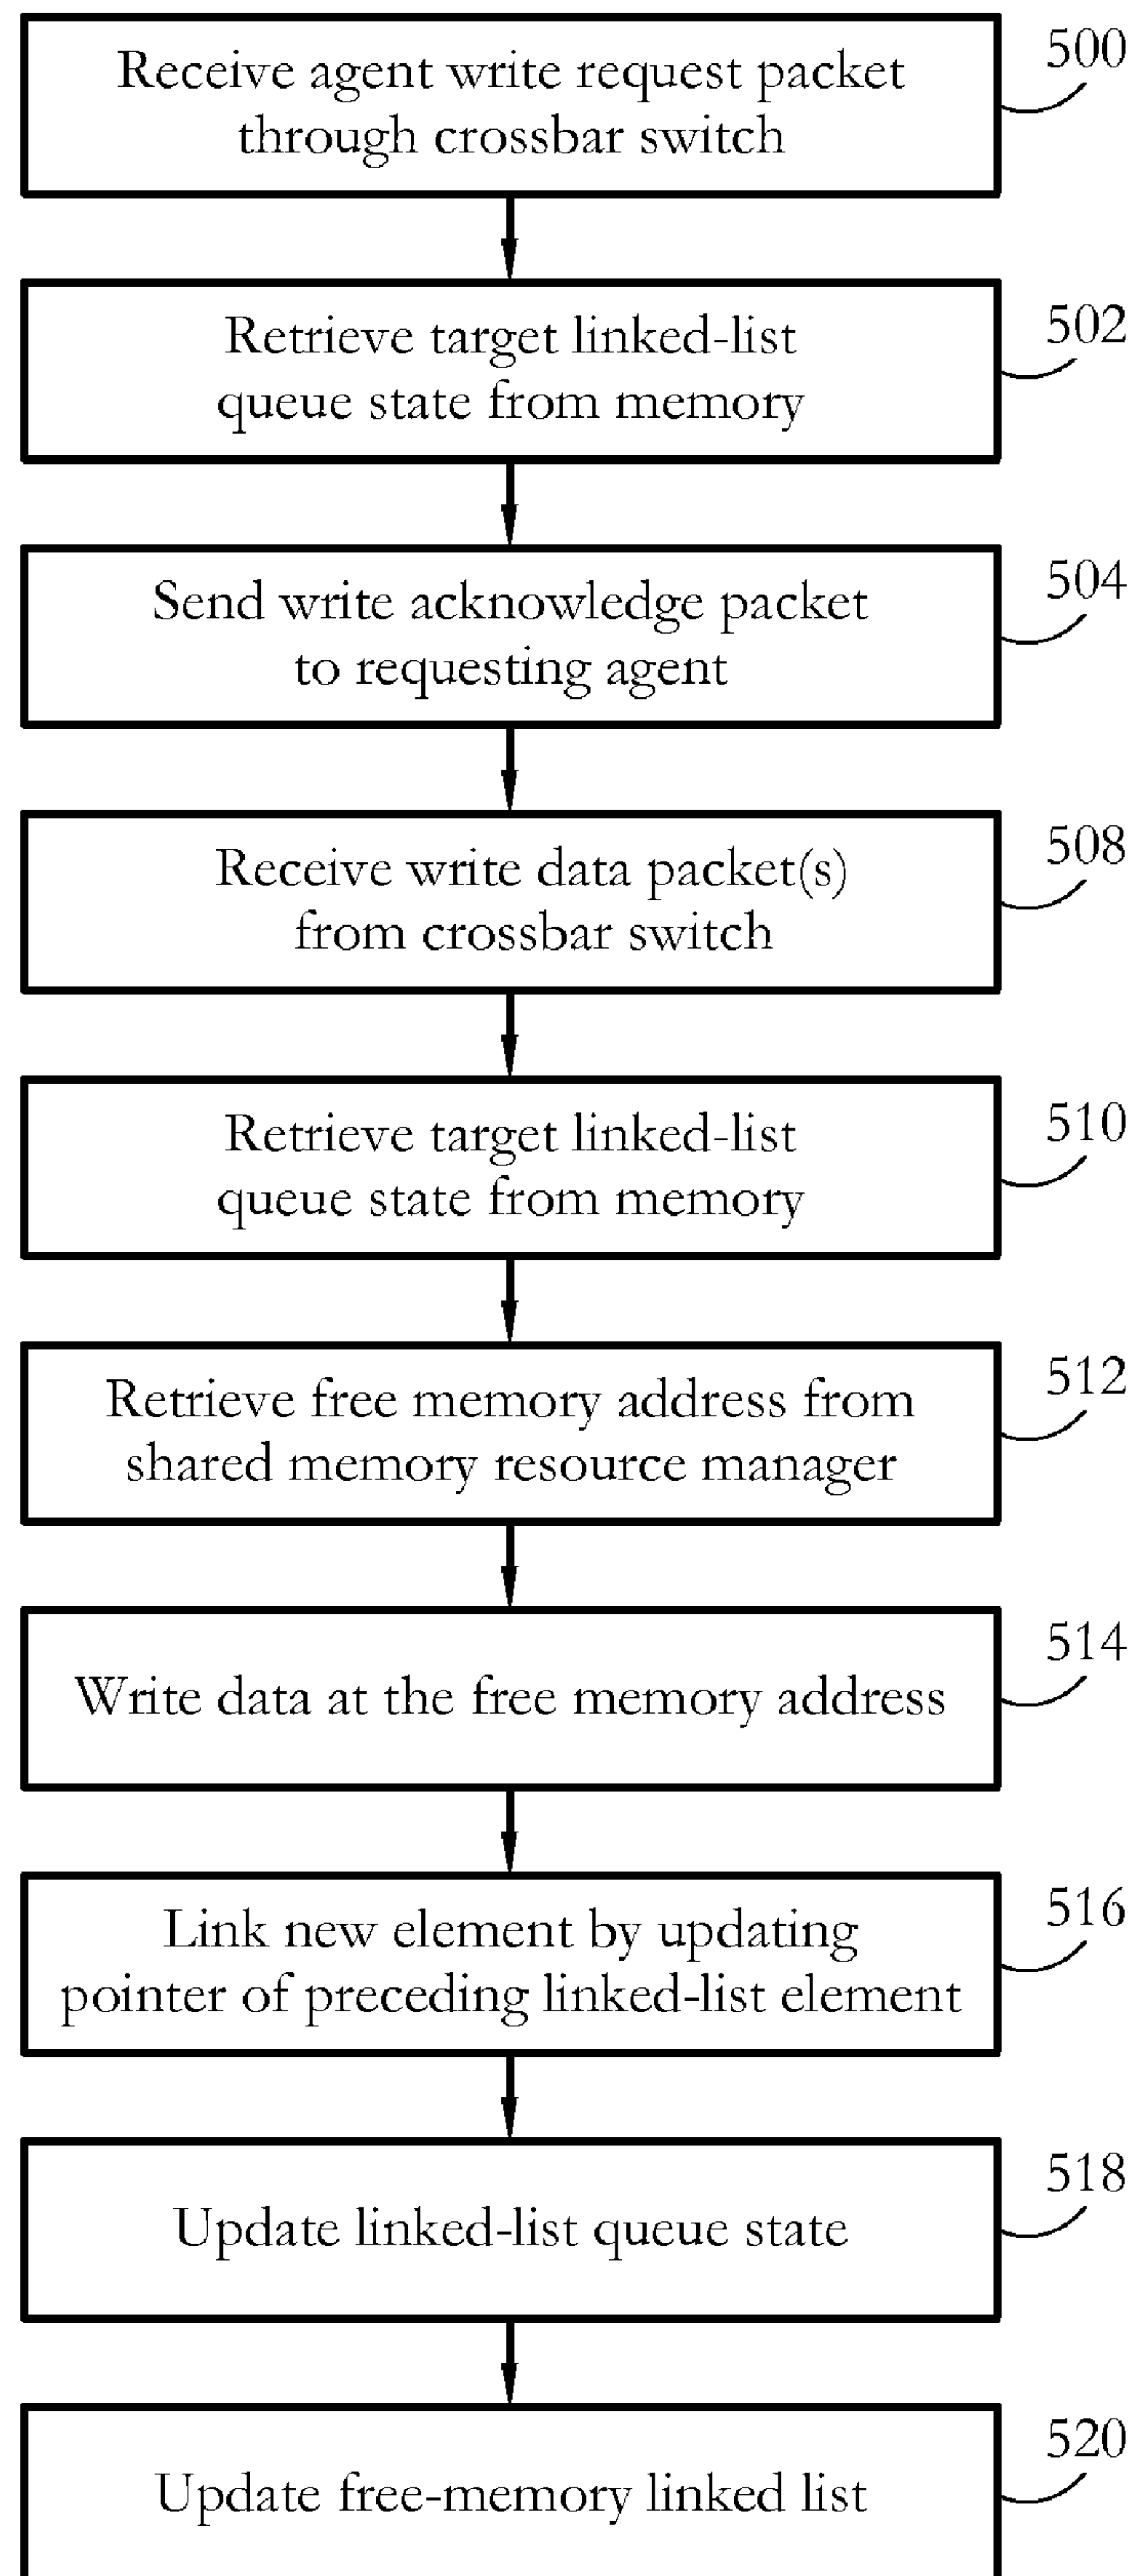 Receive agent write request packet
through crossbar switch
500
Retrieve target linked-list
queue state from memory
502
Send write acknowledge packet
to requesting agent
504
Receive write data packet(s)
from crossbar switch
508
Retrieve target linked-list
queue state from memory
510
Retrieve free memory address from
shared memory resource manager
512
Write data at the free memory address
514
Link new element by updating
pointer of preceding linked-list element
516
Update linked-list queue state
518
Update free-memory linked list
520